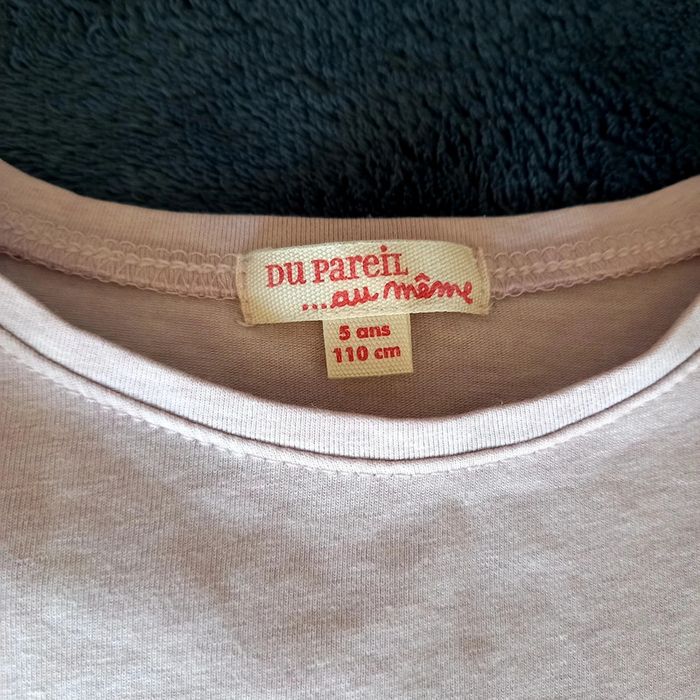 DU PAREIL
...au même
5 ans
110 cm